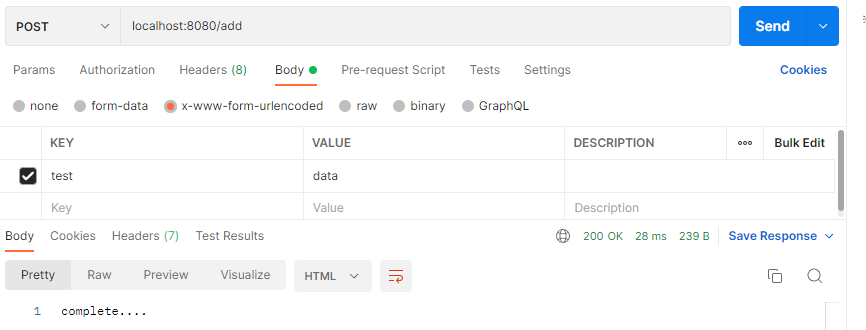 POST localhost:8080/add Send
Params Authorization Headers (8) Body Pre-request Script Tests Settings Cookies
none form-data x-www-form-urlencoded raw binary GraphQL
KEY VALUE DESCRIPTION ooo Bulk Edit
test data
Key Value Description
Body Cookies Headers (7) Test Results 200 OK 28 ms 239 B Save Response
Pretty Raw Preview Visualize HTML
1 complete....